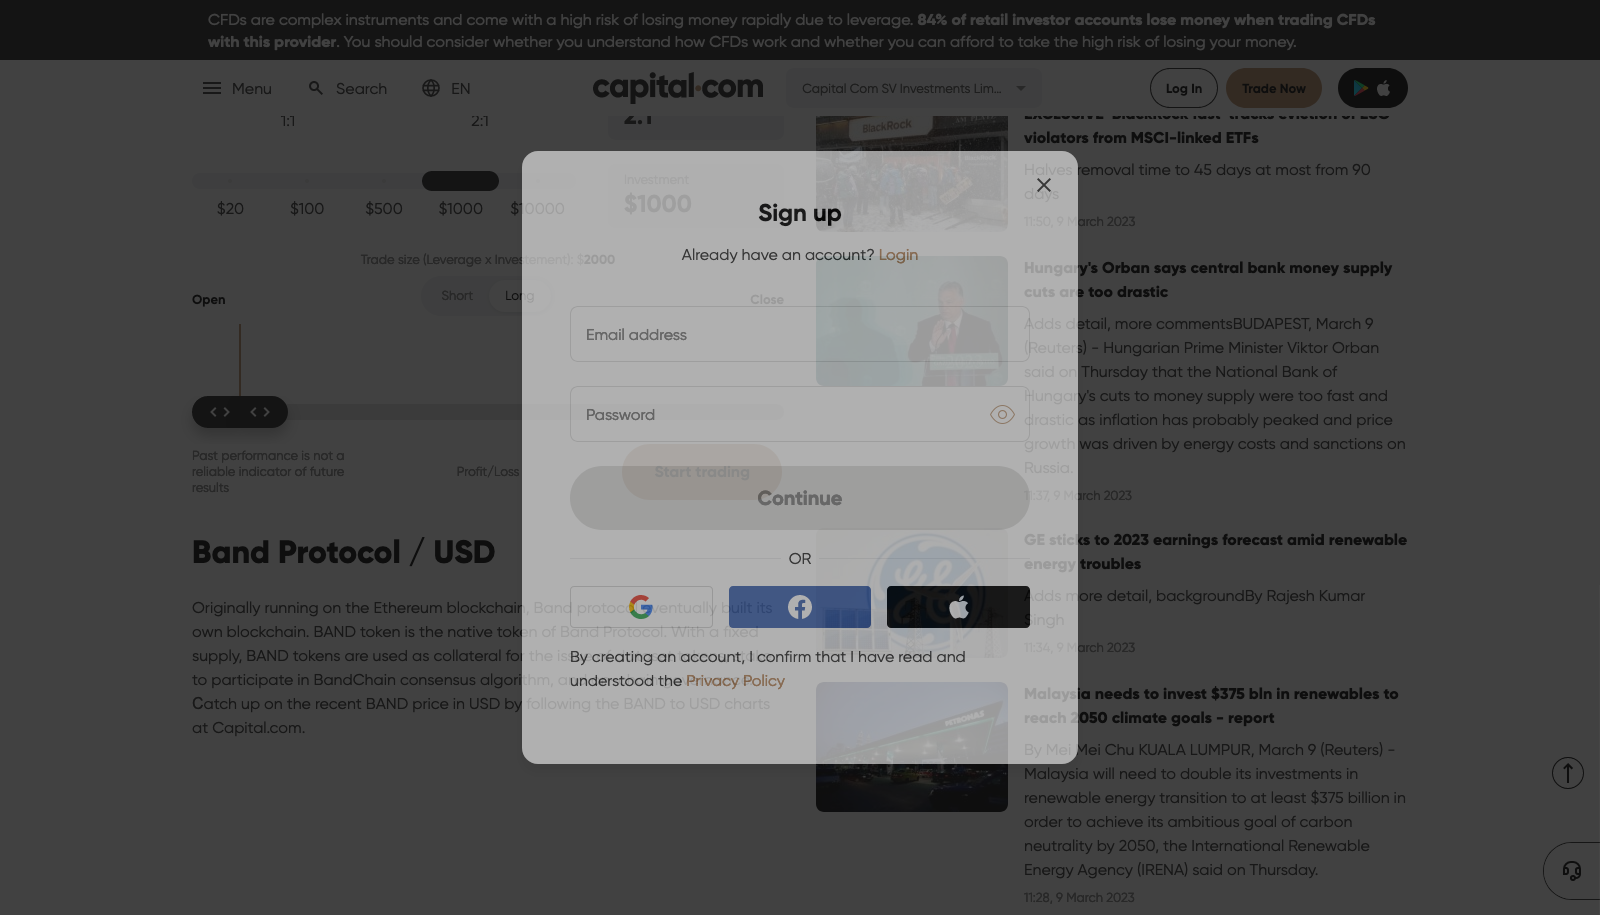 CFDs are complex instruments and come with a high risk of losing money rapidly due to leverage. 84% of retail investor accounts lose money when trading CFDs
with this provider. You should consider whether you understand how CFDs work and whether you can afford to take the high risk of losing your money.
Menu
Search
EN
capital.com
Capital Com SV Investments Lim...
Log In
Trade Now
1:1
2:1
2:1
$20
$100
$500
$1000
$10000
Investment
$1000
Trade size (Leverage x Investement): $2000
Short
Long
Open
Close
Past performance is not a
reliable indicator of future
results
Profit/Loss
Start trading
Band Protocol / USD
Originally running on the Ethereum blockchain, Band protocol eventually built its
own blockchain. BAND token is the native token of Band Protocol. With a fixed
supply, BAND tokens are used as collateral for the
to participate in BandChain consensus algorithm,
Catch up on the recent BAND price in USD by following the BAND to USD charts
at Capital.com.
Sign up
Already have an account? Login
Email address
Password
Continue
OR
By creating an account, I confirm that I have read and
understood the Privacy Policy
BlackRock
EXCLUSIVE-BlackRock fast-tracks eviction of ESG
violators from MSCI-linked ETFs
Halves removal time to 45 days at most from 90
days
11:50, 9 March 2023
Hungary's Orban says central bank money supply
cuts are too drastic
Adds detail, more commentsBUDAPEST, March 9
(Reuters) - Hungarian Prime Minister Viktor Orban
said on Thursday that the National Bank of
Hungary's cuts to money supply were too fast and
drastic as inflation has probably peaked and price
growth was driven by energy costs and sanctions on
Russia.
11:37, 9 March 2023
GE sticks to 2023 earnings forecast amid renewable
energy troubles
Adds more detail, backgroundBy Rajesh Kumar
Singh
11:34, 9 March 2023
PETRONAS
Malaysia needs to invest $375 bln in renewables to
reach 2050 climate goals - report
By Mei Mei Chu KUALA LUMPUR, March 9 (Reuters) -
Malaysia will need to double its investments in
renewable energy transition to at least $375 billion in
order to achieve its ambitious goal of carbon
neutrality by 2050, the International Renewable
Energy Agency (IRENA) said on Thursday.
11:28, 9 March 2023